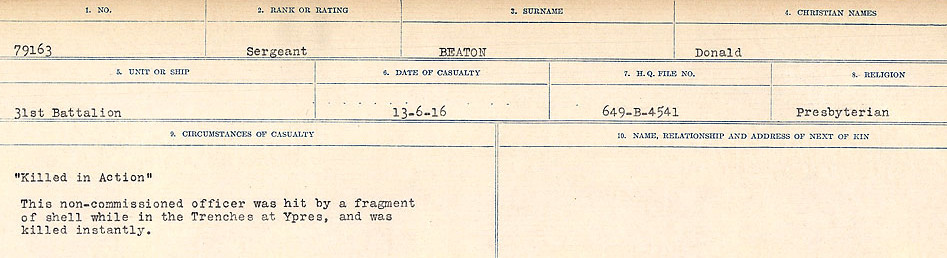 1. NO. 2. RANK OR RATING 3. SURNAME 4. CHRISTIAN NAMES
79163 Sergeant BEATON Donald
5. UNIT OR SHIP 6. DATE OF CASUALTY 7. H.Q. FILE NO. 8. RELIGION
31st Battalion 13-6-16 649-B-4541 Presbyterian
9. CIRCUMSTANCES OF CASUALTY 10. NAME, RELATIONSHIP AND ADDRESS OF NEXT OF KIN
"Killed in Action"
This non-commissioned officer was hit by a fragment
of shell while in the Trenches at Ypres, and was
killed instantly.